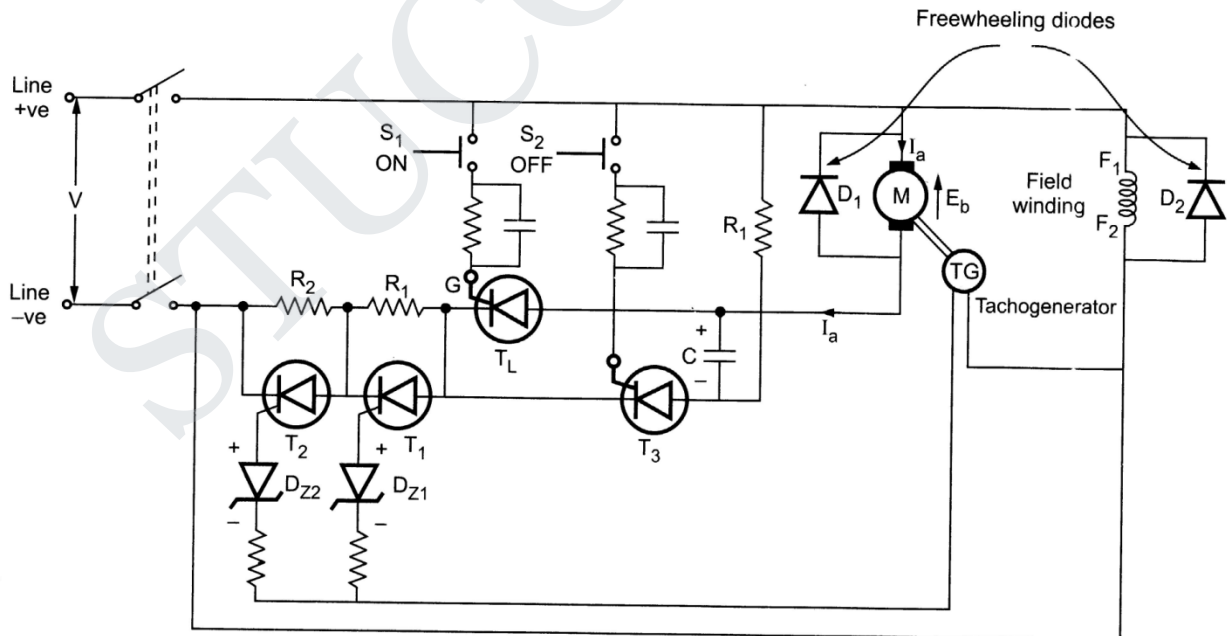 STUCO
Freewheeling diodes
Line
+ve
V
Line
–ve
S1
ON
S2
OFF
R1
D1
Ia
M
Eb
Field
winding
F1
F2
D2
TG
Tachogenerator
R2
R1
G
TL
Ia
+
C
–
T2
T1
T3
+
DZ2
–
+
DZ1
–